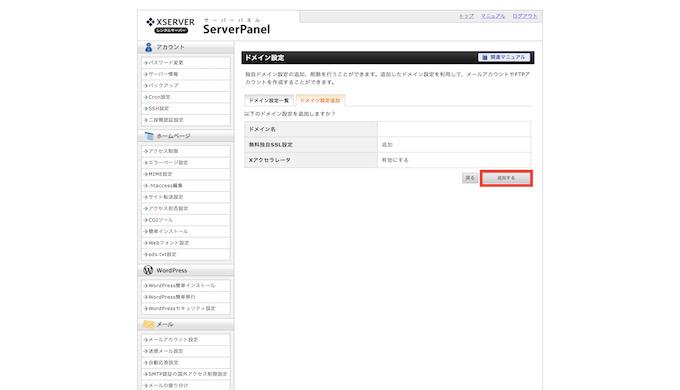 XSERVER
レンタルサーバー
サーバーパネル
ServerPanel
トップ マニュアル ログアウト
アカウント
パスワード変更
サーバー情報
バックアップ
Cron設定
SSH設定
二段階認証設定
ホームページ
アクセス制限
エラーページ設定
MIME設定
.htaccess編集
サイト転送設定
アクセス拒否設定
CGIツール
簡単インストール
Webフォント設定
ads.txt設定
WordPress
WordPress簡単インストール
WordPress簡単移行
WordPressセキュリティ設定
メール
メールアカウント設定
迷惑メール設定
自動応答設定
SMTP認証の国外アクセス制限設定
メールの振り分け
ドメイン設定
関連マニュアル
独自ドメイン設定の追加、削除を行うことができます。追加したドメイン設定を利用して、メールアカウントやFTPア
カウントを作成することができます。
ドメイン設定一覧 ドメイン設定追加
以下のドメイン設定を追加しますか？
ドメイン名
無料独自SSL設定 追加
Xアクセラレータ 有効にする
戻る 追加する